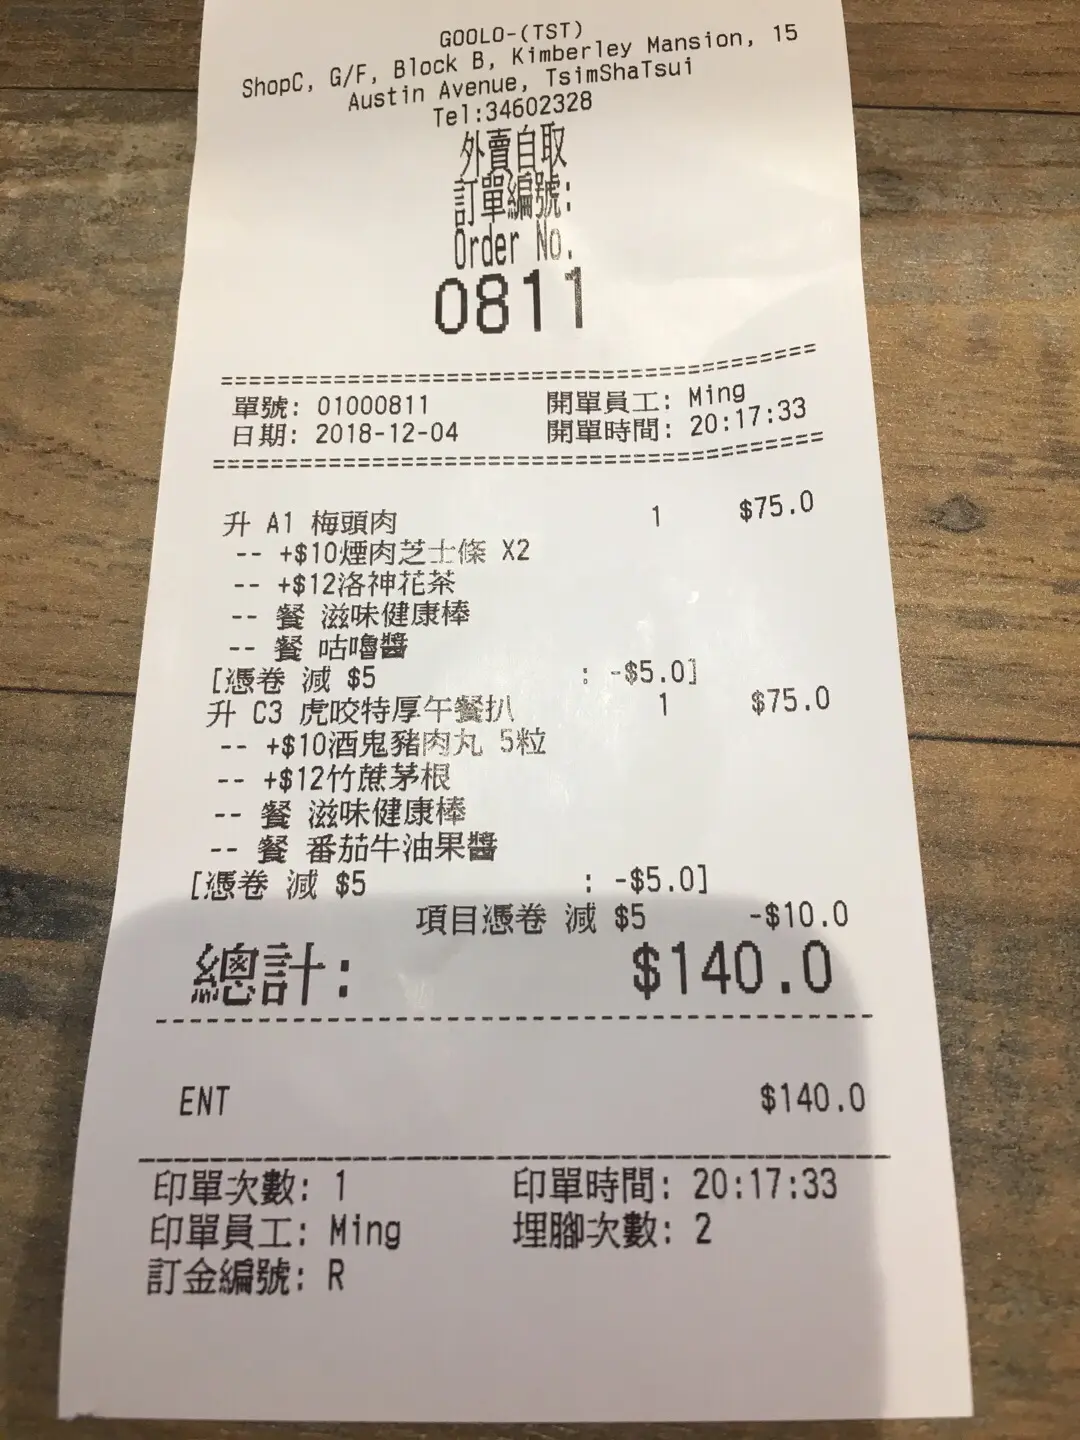 GOOLO-(TST)
ShopC, G/F, Block B, Kimberley Mansion, 15
Austin Avenue, TsimShaTsui
Tel:34602328
外賣自取
訂單編號:
Order No.
0811
單號: 01000811 開單員工: Ming
日期: 2018-12-04 開單時間: 20:17:33
升 A1 梅頭肉 1 $75.0
-- +$10煙肉芝士條 X2
-- +$12洛神花茶
-- 餐 滋味健康棒
-- 餐 咕嚕醬
[憑卷 減 $5 : -$5.0]
升 C3 虎咬特厚午餐扒 1 $75.0
-- +$10酒鬼豬肉丸 5粒
-- +$12竹蔗茅根
-- 餐 滋味健康棒
-- 餐 番茄牛油果醬
[憑卷 減 $5 : -$5.0]
項目憑卷 減 $5 -$10.0
總計: $140.0
ENT $140.0
印單次數: 1 印單時間: 20:17:33
印單員工: Ming 埋腳次數: 2
訂金編號: R